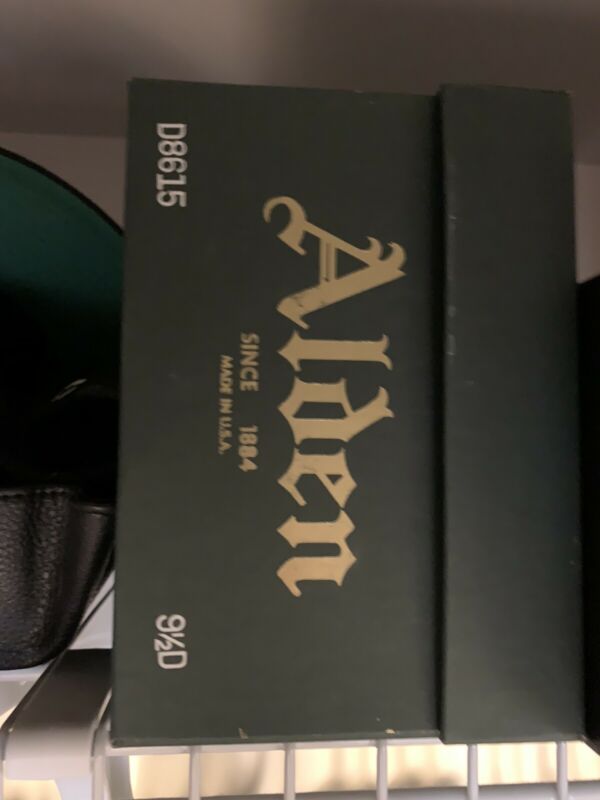 Alden
SINCE 1884
MADE IN U.S.A.
D8615
9½D